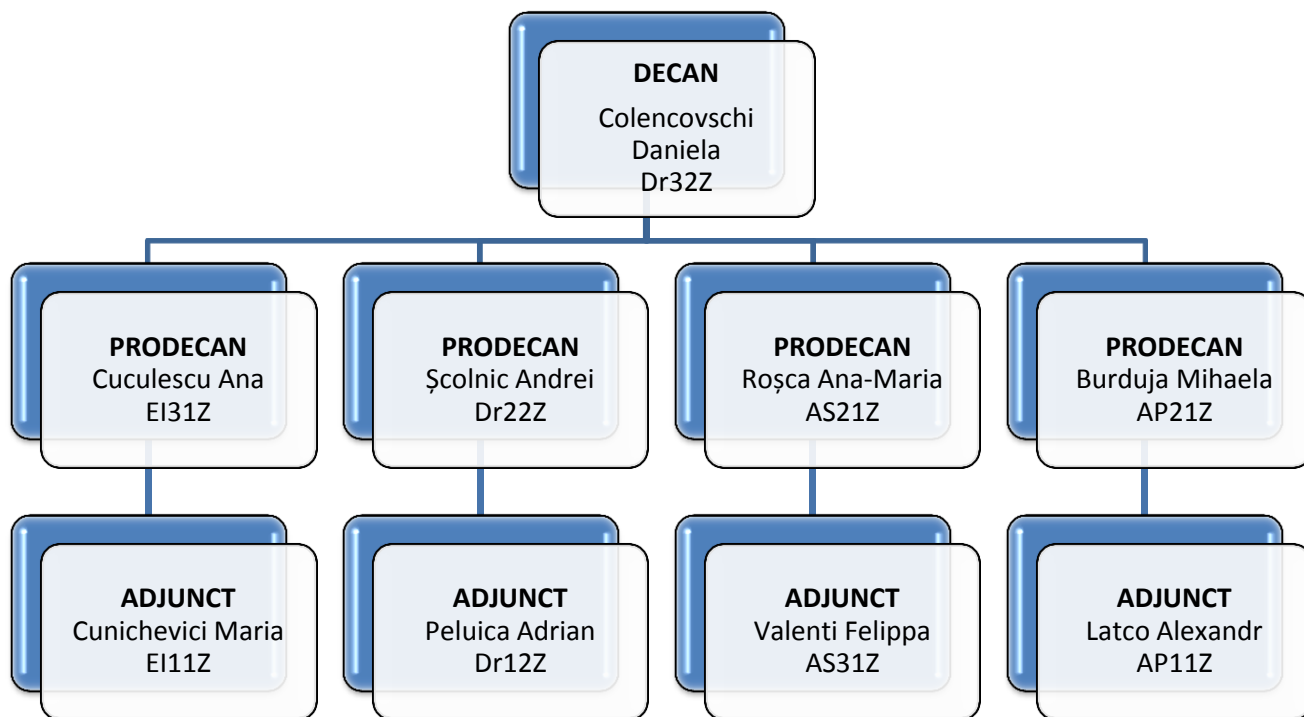 DECAN
Colencovschi
Daniela
Dr32Z
PRODECAN
Cuculescu Ana
EI31Z
PRODECAN
Școlnic Andrei
Dr22Z
PRODECAN
Roșca Ana-Maria
AS21Z
PRODECAN
Burduja Mihaela
AP21Z
ADJUNCT
Cunichevici Maria
EI11Z
ADJUNCT
Peluica Adrian
Dr12Z
ADJUNCT
Valenti Felippa
AS31Z
ADJUNCT
Latco Alexandr
AP11Z